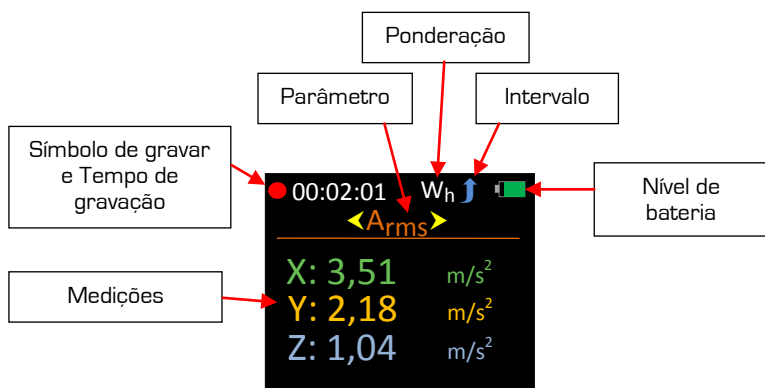 Ponderação
Parâmetro
Intervalo
Símbolo de gravar
e Tempo de
gravação
00:02:01 Wh
<Arms>
Nível de
bateria
Medições
X: 3,51 m/s²
Y: 2,18 m/s²
Z: 1,04 m/s²